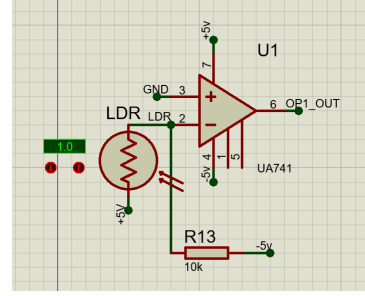 +5v
U1
7
GND
3
6
OP1_OUT
LDR
LDR
2
1.0
4
1
5
UA741
-5v
+5V
R13
-5v
10k